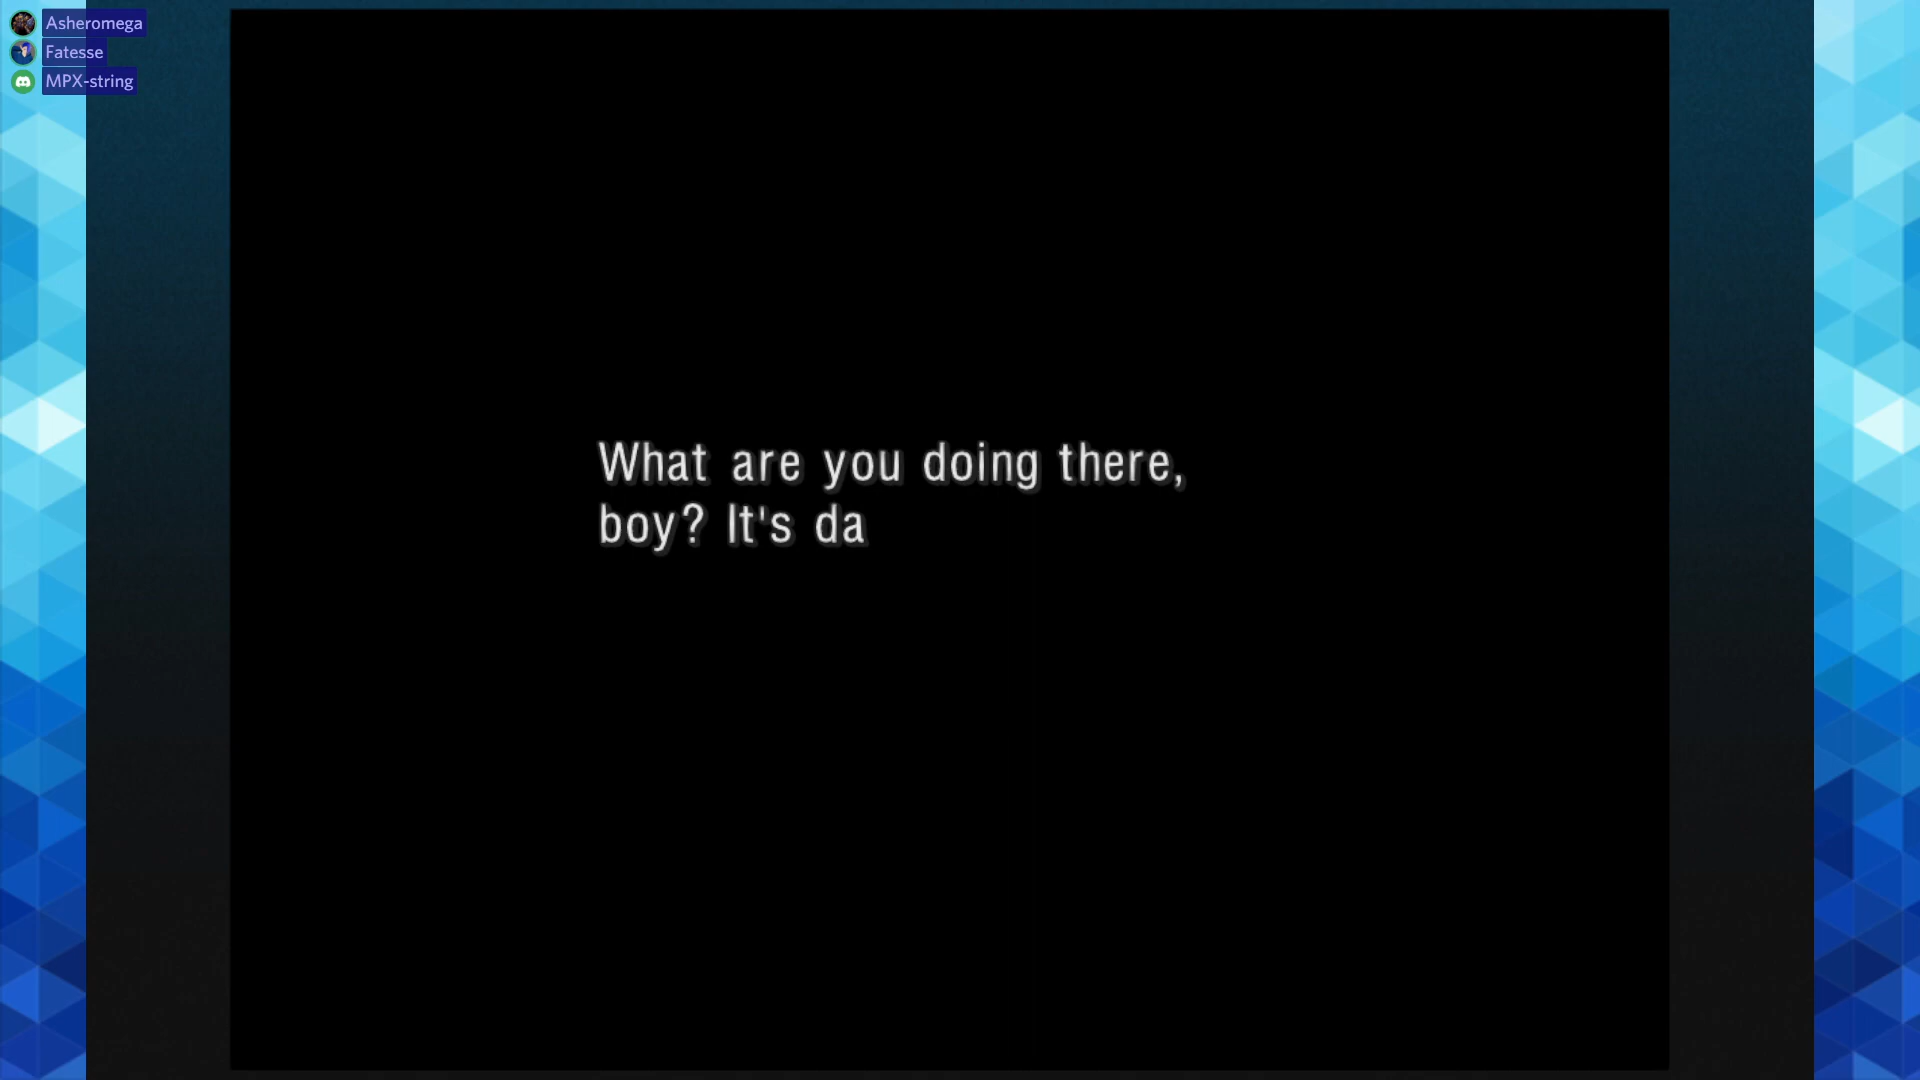 Asheromega
Fatesse
MPX-string
What are you doing there,
boy? It's da